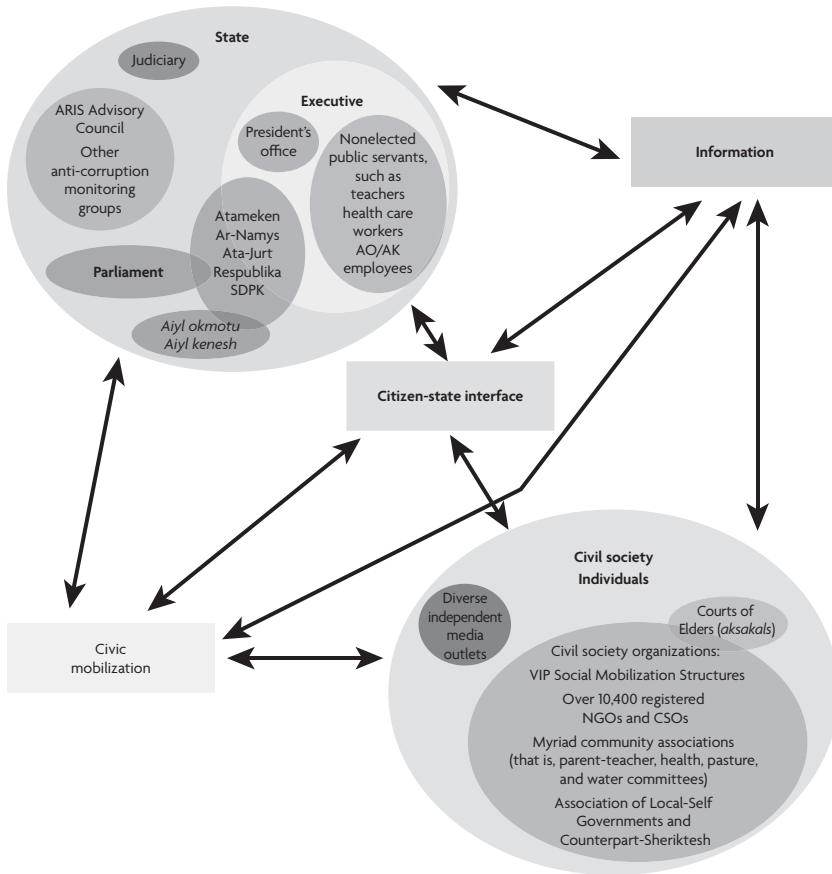 State
Judiciary
ARIS Advisory
Council
Other
anti-corruption
monitoring
groups
Executive
President's
office
Nonelected
public servants,
such as
teachers
health care
workers
AO/AK
employees
Atameken
Ar-Namys
Ata-Jurt
Respublika
SDPK
Parliament
Aiyl okmotu
Aiyl kenesh
Information
Citizen-state interface
Civic
mobilization
Civil society
Individuals
Diverse
independent
media
outlets
Courts of
Elders (aksakals)
Civil society organizations:
VIP Social Mobilization Structures
Over 10,400 registered
NGOs and CSOs
Myriad community associations
(that is, parent-teacher, health, pasture,
and water committees)
Association of Local-Self
Governments and
Counterpart-Sheriktesh